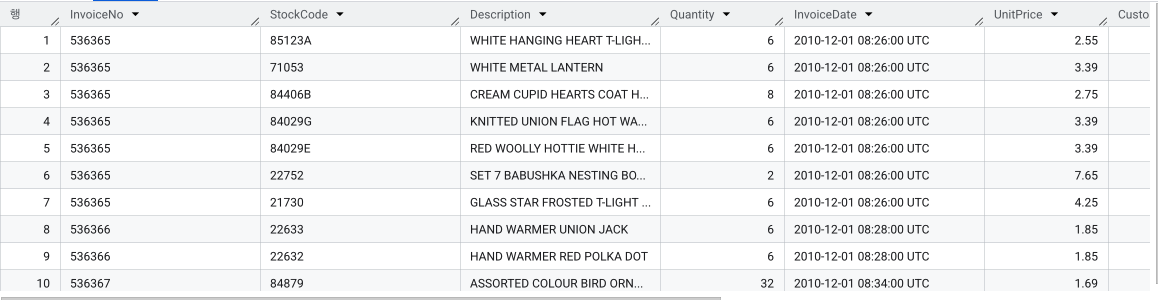 행 InvoiceNo StockCode Description Quantity InvoiceDate UnitPrice Custo
1 536365 85123A WHITE HANGING HEART T-LIGH... 6 2010-12-01 08:26:00 UTC 2.55
2 536365 71053 WHITE METAL LANTERN 6 2010-12-01 08:26:00 UTC 3.39
3 536365 84406B CREAM CUPID HEARTS COAT H... 8 2010-12-01 08:26:00 UTC 2.75
4 536365 84029G KNITTED UNION FLAG HOT WA... 6 2010-12-01 08:26:00 UTC 3.39
5 536365 84029E RED WOOLLY HOTTIE WHITE H... 6 2010-12-01 08:26:00 UTC 3.39
6 536365 22752 SET 7 BABUSHKA NESTING BO... 2 2010-12-01 08:26:00 UTC 7.65
7 536365 21730 GLASS STAR FROSTED T-LIGHT ... 6 2010-12-01 08:26:00 UTC 4.25
8 536366 22633 HAND WARMER UNION JACK 6 2010-12-01 08:28:00 UTC 1.85
9 536366 22632 HAND WARMER RED POLKA DOT 6 2010-12-01 08:28:00 UTC 1.85
10 536367 84879 ASSORTED COLOUR BIRD ORN... 32 2010-12-01 08:34:00 UTC 1.69